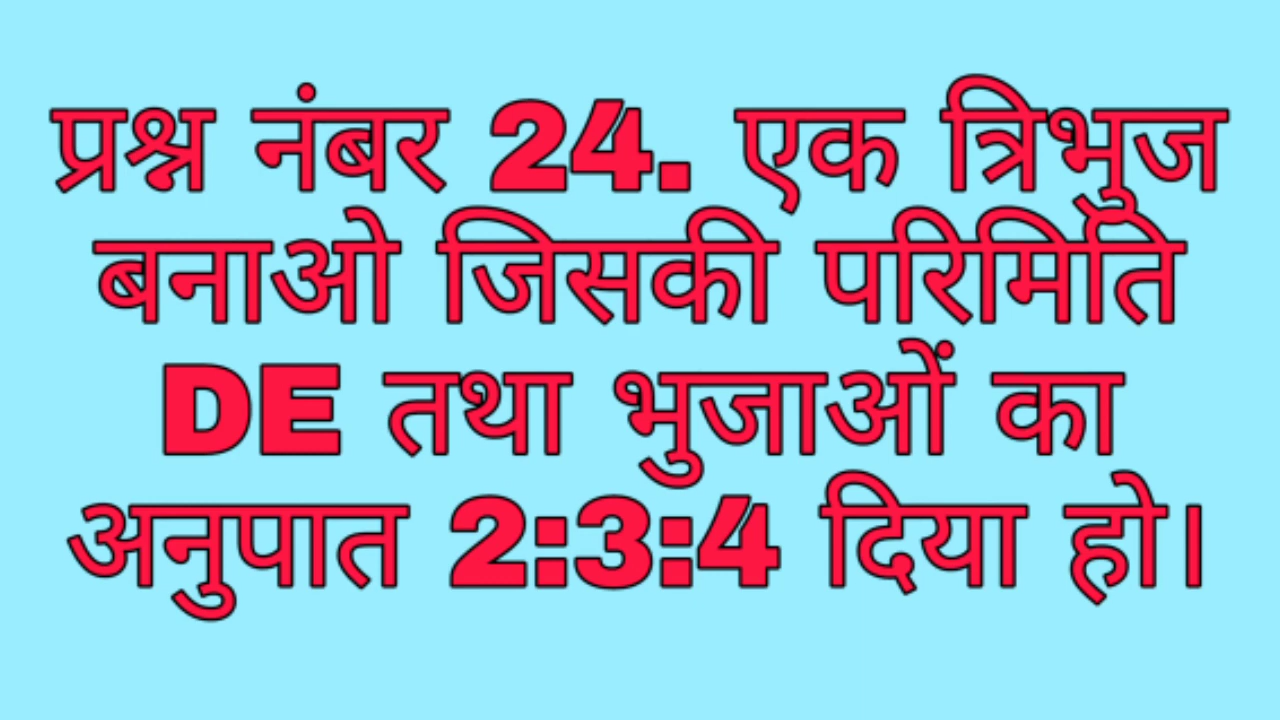 प्रश्न नंबर 24. एक त्रिभुज
बनाओ जिसकी परिमिति
DE तथा भुजाओं का
अनुपात 2:3:4 दिया हो।